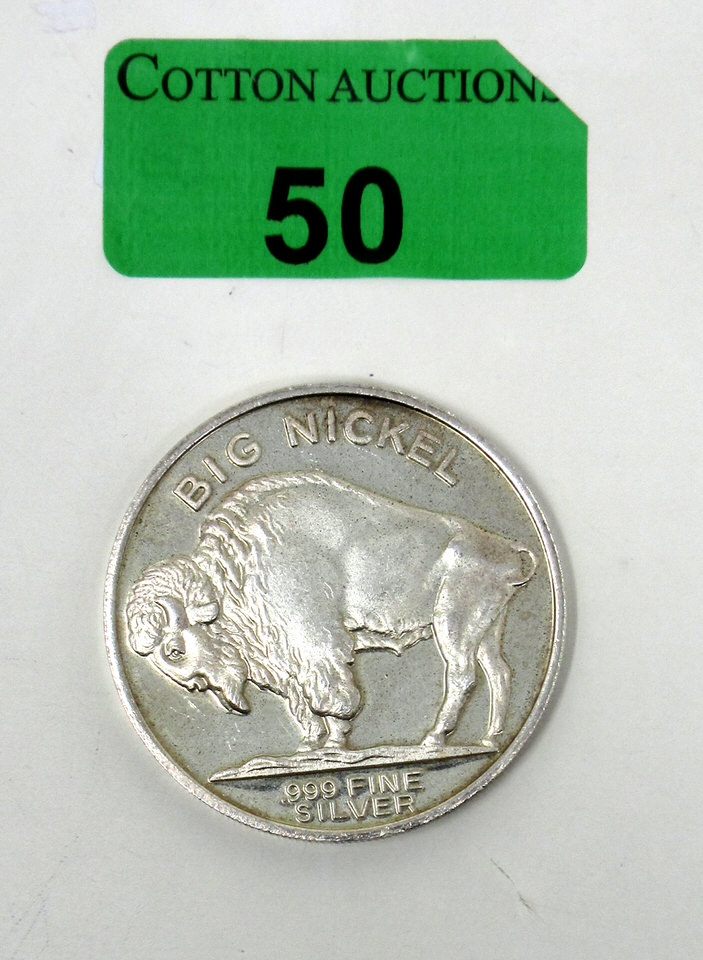 COTTON AUCTIONS
50
BIG NICKEL
.999 FINE
SILVER